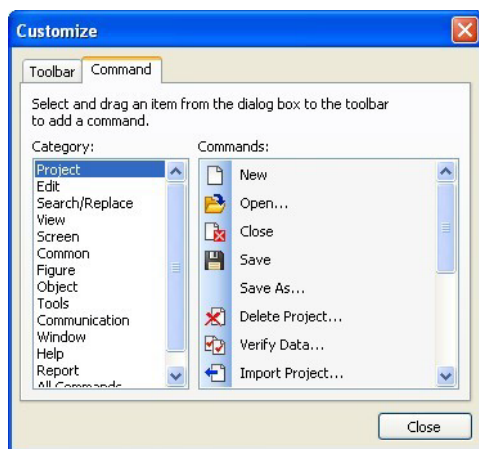 Customize
Toolbar
Command
Select and drag an item from the dialog box to the toolbar
to add a command.
Category:
Project
Edit
Search/Replace
View
Screen
Common
Figure
Object
Tools
Communication
Window
Help
Report
All Commands
Commands:
New
Open...
Close
Save
Save As...
Delete Project...
Verify Data...
Import Project...
Close